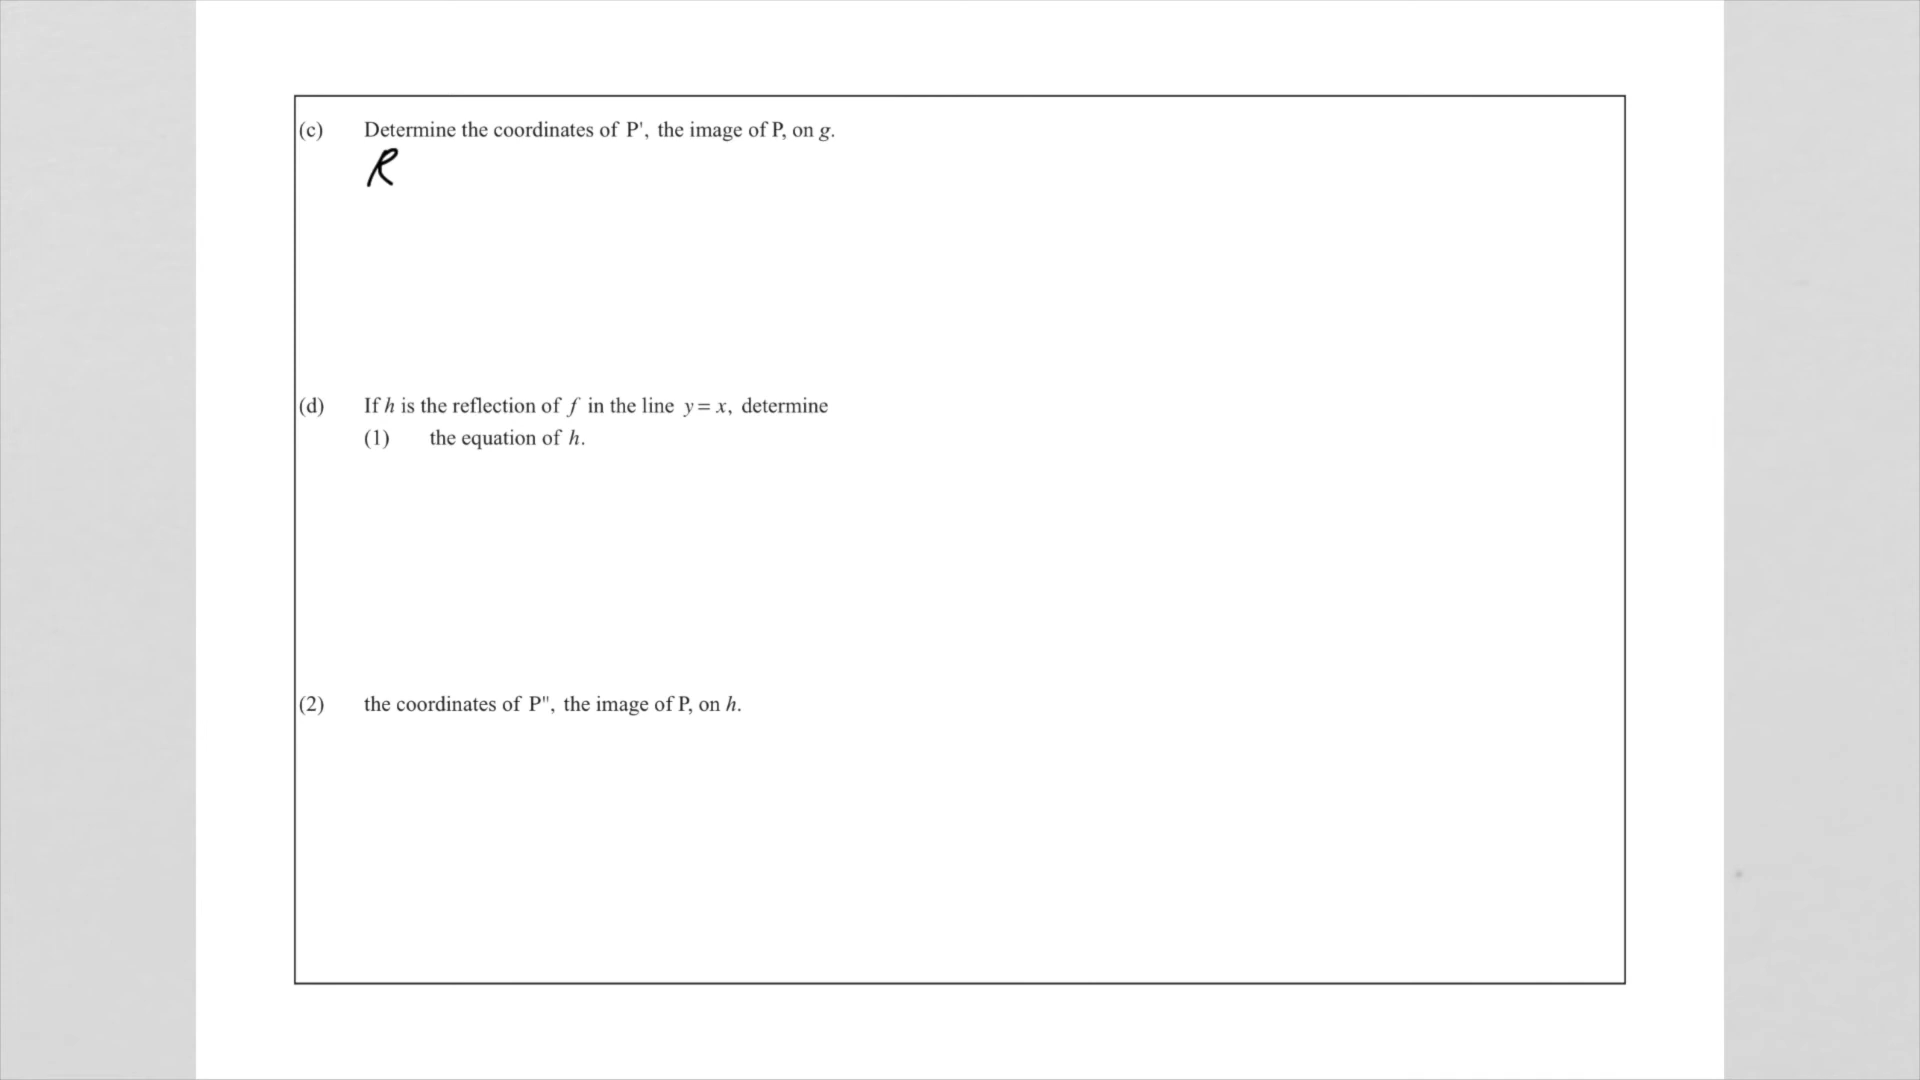 (c) Determine the coordinates of P', the image of P, on g.
R
(d) If h is the reflection of f in the line y = x, determine
(1) the equation of h.
(2) the coordinates of P", the image of P, on h.